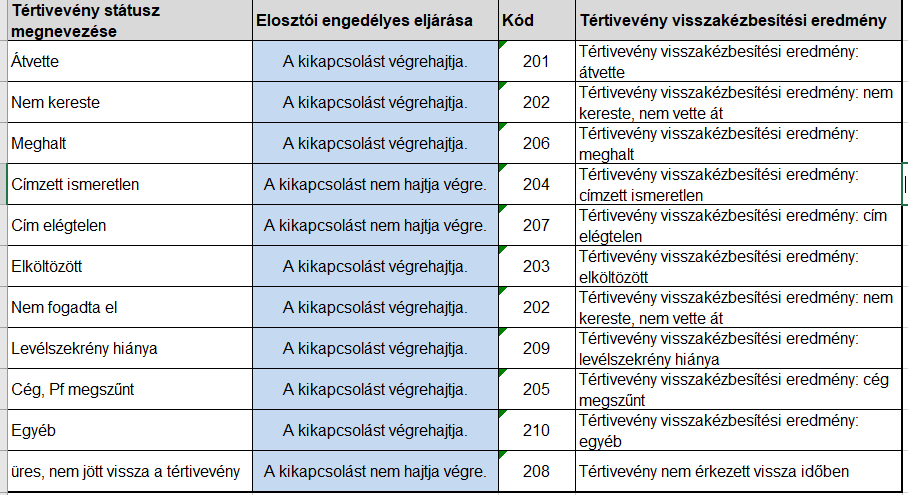 Tértivevény státusz
megnevezése
Elosztói engedélyes eljárása
Kód
Tértivevény visszakézbesítési eredmény
Átvette
A kikapcsolást végrehajtja.
201
Tértivevény visszakézbesítési eredmény:
átvette
Nem kereste
A kikapcsolást végrehajtja.
202
Tértivevény visszakézbesítési eredmény: nem
kereste, nem vette át
Meghalt
A kikapcsolást végrehajtja.
206
Tértivevény visszakézbesítési eredmény:
meghalt
Címzett ismeretlen
A kikapcsolást nem hajtja végre.
204
Tértivevény visszakézbesítési eredmény:
címzett ismeretlen
Cím elégtelen
A kikapcsolást nem hajtja végre.
207
Tértivevény visszakézbesítési eredmény: cím
elégtelen
Elköltözött
A kikapcsolást végrehajtja.
203
Tértivevény visszakézbesítési eredmény:
elköltözött
Nem fogadta el
A kikapcsolást végrehajtja.
202
Tértivevény visszakézbesítési eredmény: nem
kereste, nem vette át
Levélszekrény hiánya
A kikapcsolást végrehajtja.
209
Tértivevény visszakézbesítési eredmény:
levélszekrény hiánya
Cég, Pf megszűnt
A kikapcsolást végrehajtja.
205
Tértivevény visszakézbesítési eredmény: cég
megszűnt
Egyéb
A kikapcsolást végrehajtja.
210
Tértivevény visszakézbesítési eredmény:
egyéb
üres, nem jött vissza a tértivevény
A kikapcsolást nem hajtja végre.
208
Tértivevény nem érkezett vissza időben